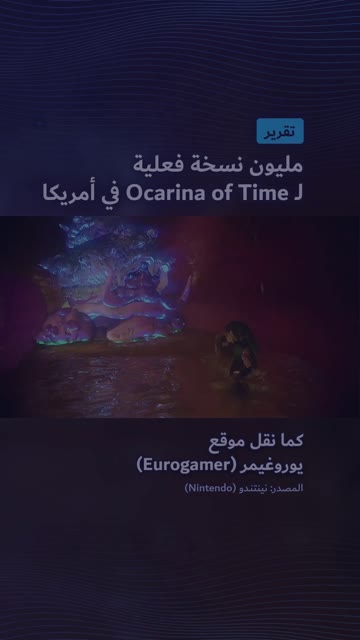 تقرير
مليون نسخة فعلية
لـ Ocarina of Time في أمريكا
كما نقل موقع
يوروغيمر (Eurogamer)
المصدر: نينتندو (Nintendo)